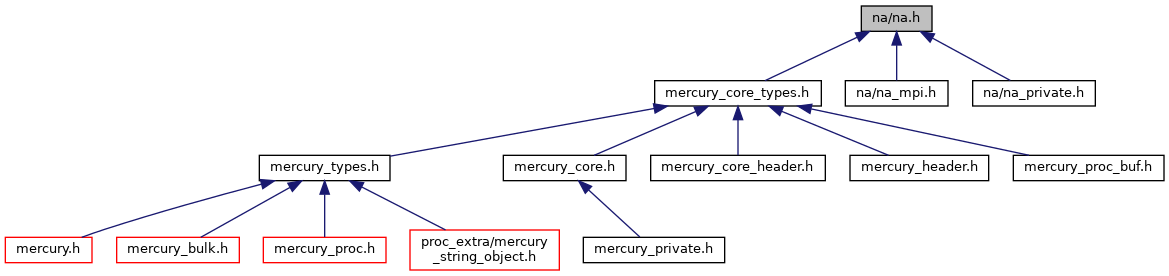 na/na.h
mercury_core_types.h
na/na_mpi.h
na/na_private.h
mercury_types.h
mercury_core.h
mercury_core_header.h
mercury_header.h
mercury_proc_buf.h
mercury.h
mercury_bulk.h
mercury_proc.h
proc_extra/mercury
_string_object.h
mercury_private.h